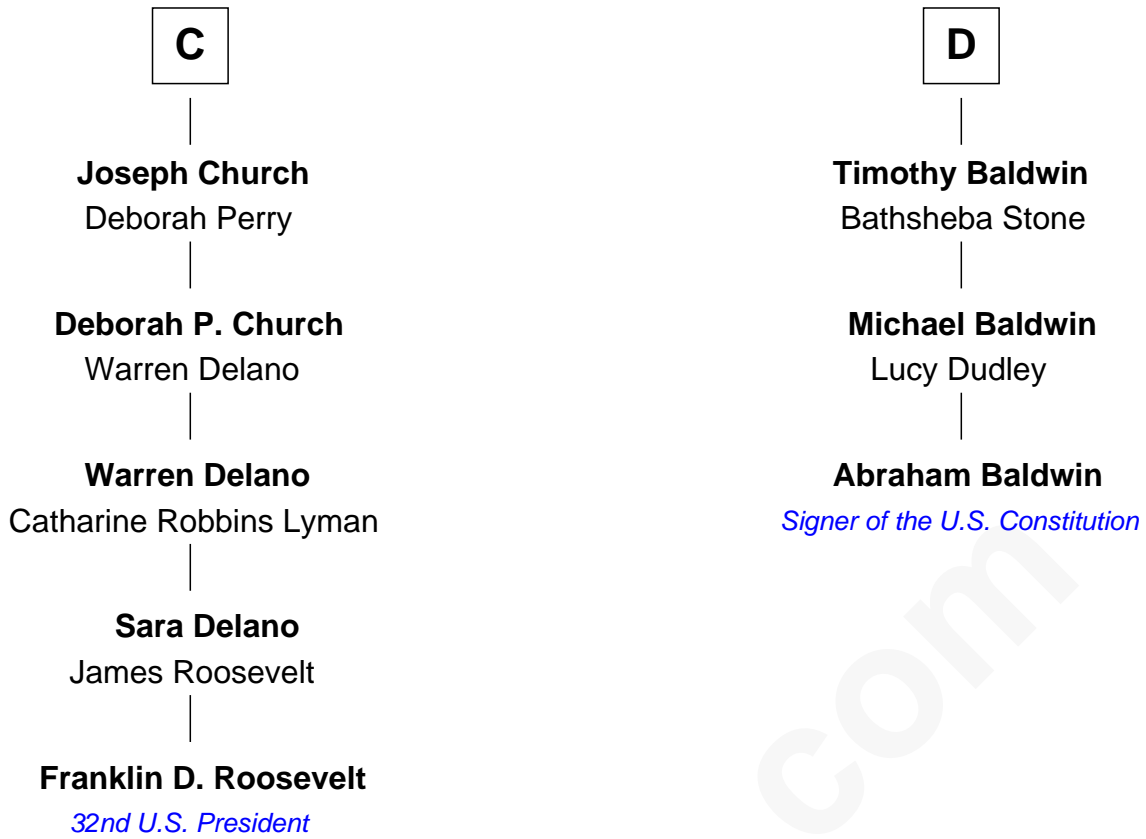 C
Joseph Church
Deborah Perry
Deborah P. Church
Warren Delano
Warren Delano
Catharine Robbins Lyman
Sara Delano
James Roosevelt
Franklin D. Roosevelt
32nd U.S. President
D
Timothy Baldwin
Bathsheba Stone
Michael Baldwin
Lucy Dudley
Abraham Baldwin
Signer of the U.S. Constitution
com